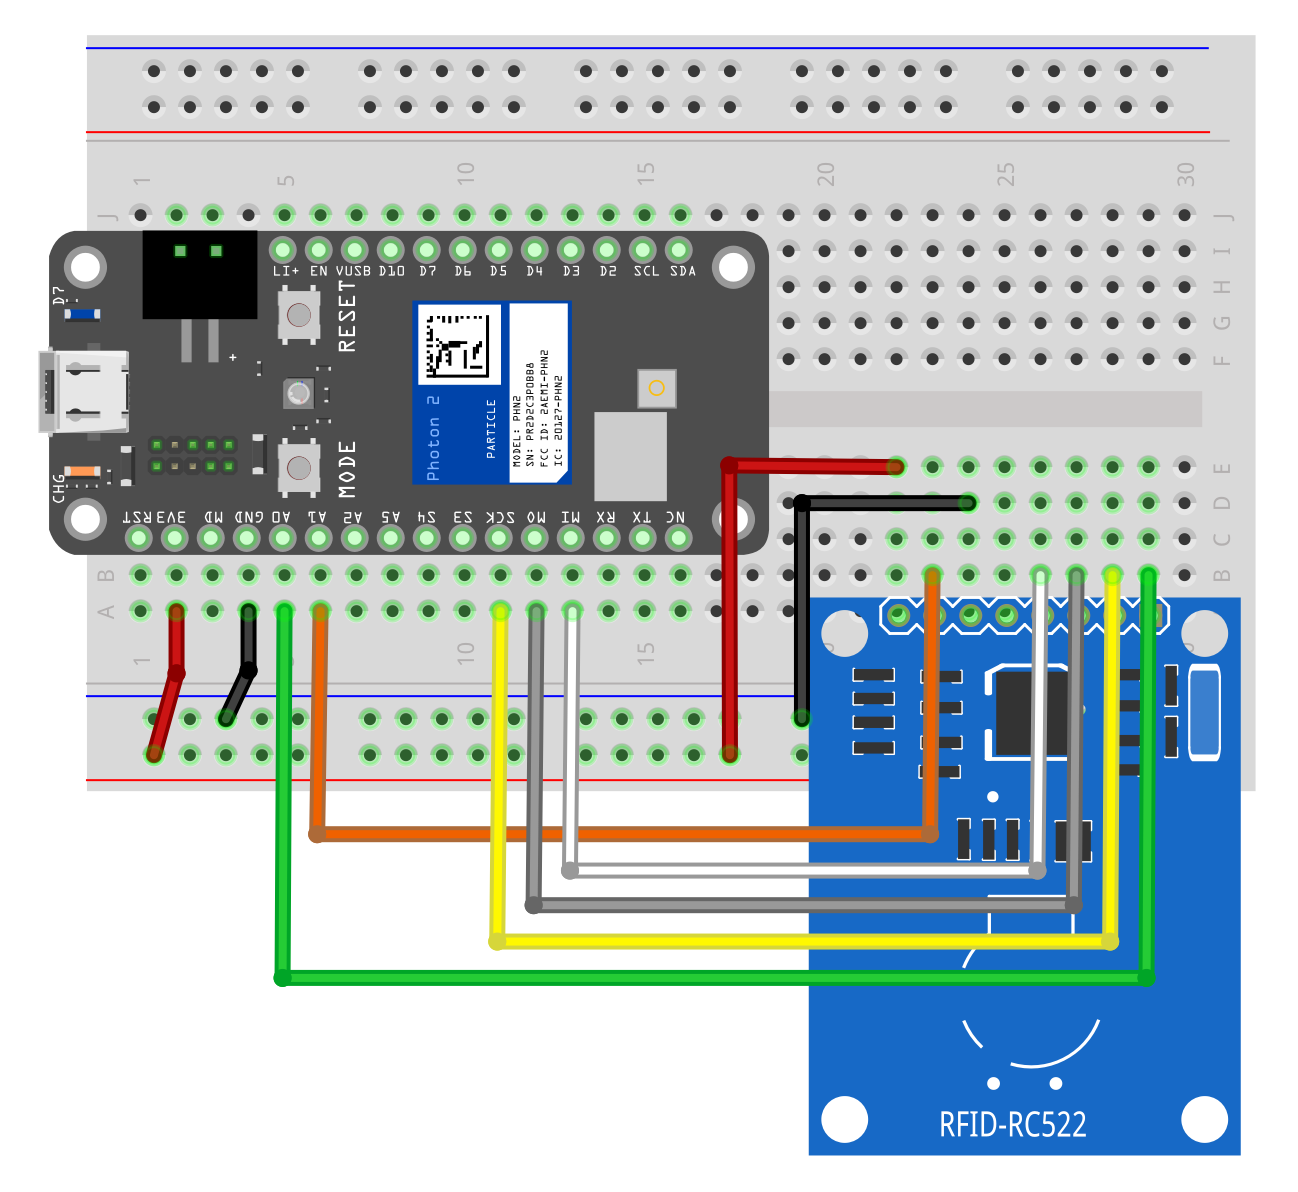 1 5 10 15 20 25 30
J J
I
H
G
F
E
D
C
B B
A A
1 10 15
LI+ EN VUSB D10 D7 D6 D5 D4 D3 D2 SCL SDA
D7
RESET
+
MODE
CHG
Photon 2
PARTICLE
MODEL: PHN2
SN: PR2D2C3POBB8
FCC ID: 2AEMI-PHN2
IC: 20127-PHN2
RST 3V3 MD GND A0 A1 A2 A5 S4 S3 SCK MO MI RX TX NC
RFID-RC522